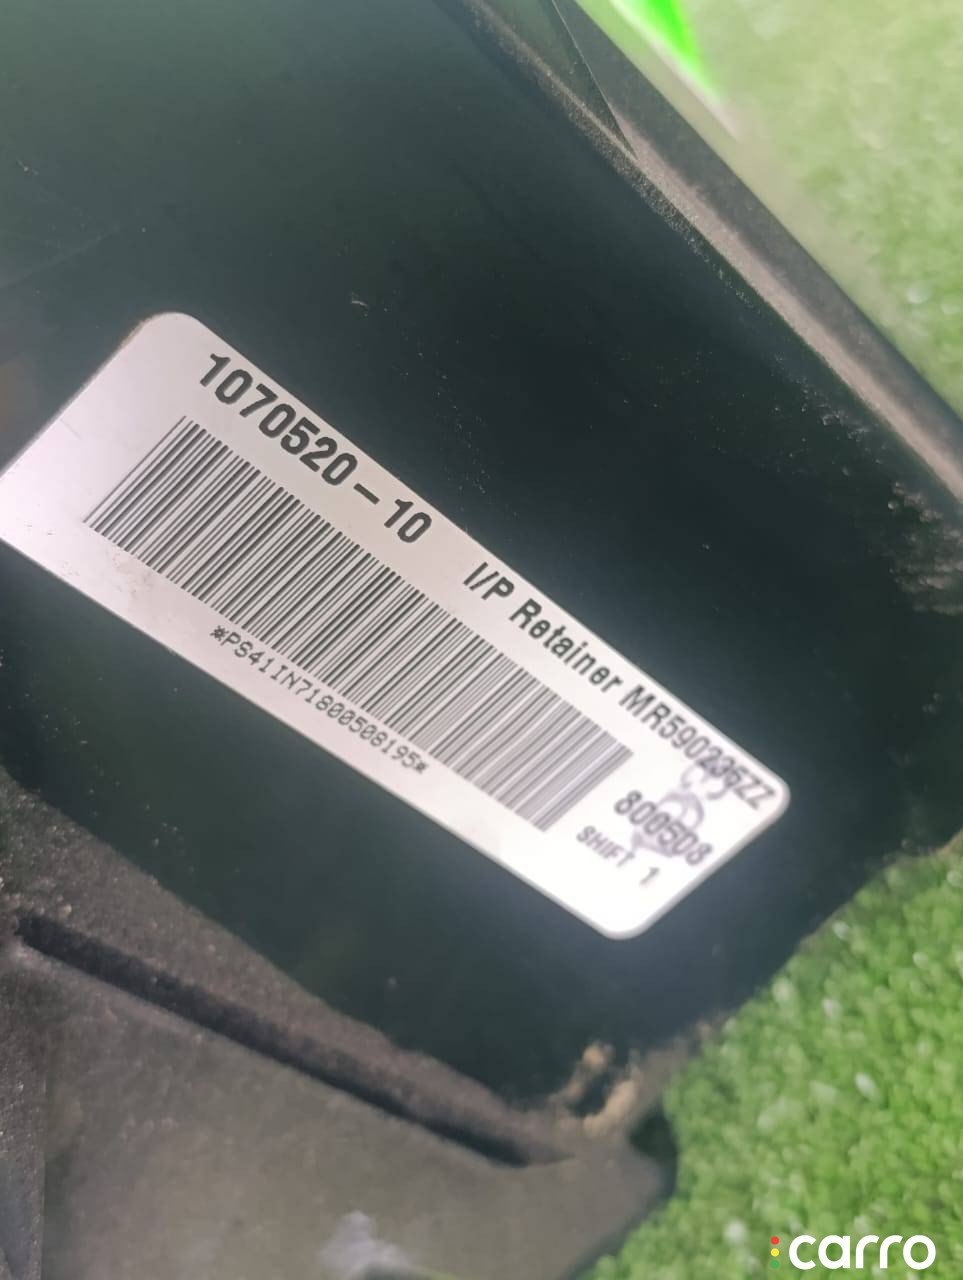 1070520-10 I/P Retainer MR590236ZZ
*PS41IN71800508195*
800508
SHIFT 1
carro